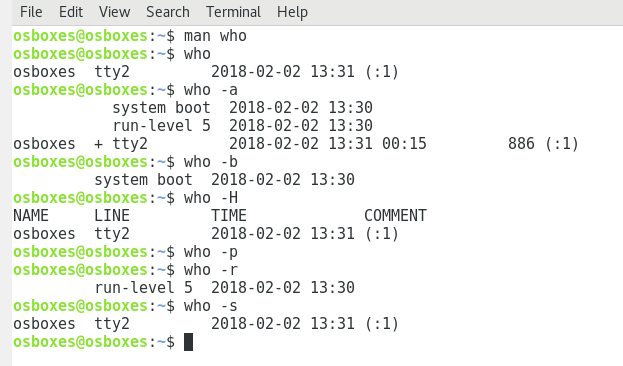 File Edit View Search Terminal Help
osboxes@osboxes:~$ man who
osboxes@osboxes:~$ who
osboxes  tty2         2018-02-02 13:31 (:1)
osboxes@osboxes:~$ who -a
           system boot  2018-02-02 13:30
           run-level 5  2018-02-02 13:30
osboxes  + tty2         2018-02-02 13:31 00:15         886 (:1)
osboxes@osboxes:~$ who -b
         system boot  2018-02-02 13:30
osboxes@osboxes:~$ who -H
NAME     LINE         TIME             COMMENT
osboxes  tty2         2018-02-02 13:31 (:1)
osboxes@osboxes:~$ who -p
osboxes@osboxes:~$ who -r
         run-level 5  2018-02-02 13:30
osboxes@osboxes:~$ who -s
osboxes  tty2         2018-02-02 13:31 (:1)
osboxes@osboxes:~$